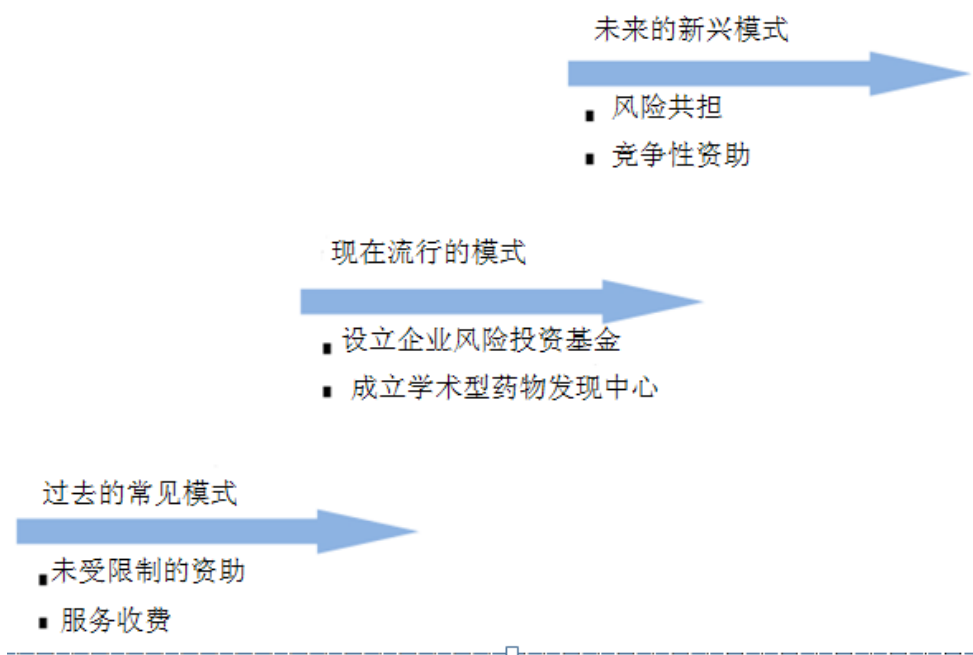 未来的新兴模式
风险共担
竞争性资助
现在流行的模式
设立企业风险投资基金
成立学术型药物发现中心
过去的常见模式
未受限制的资助
服务收费